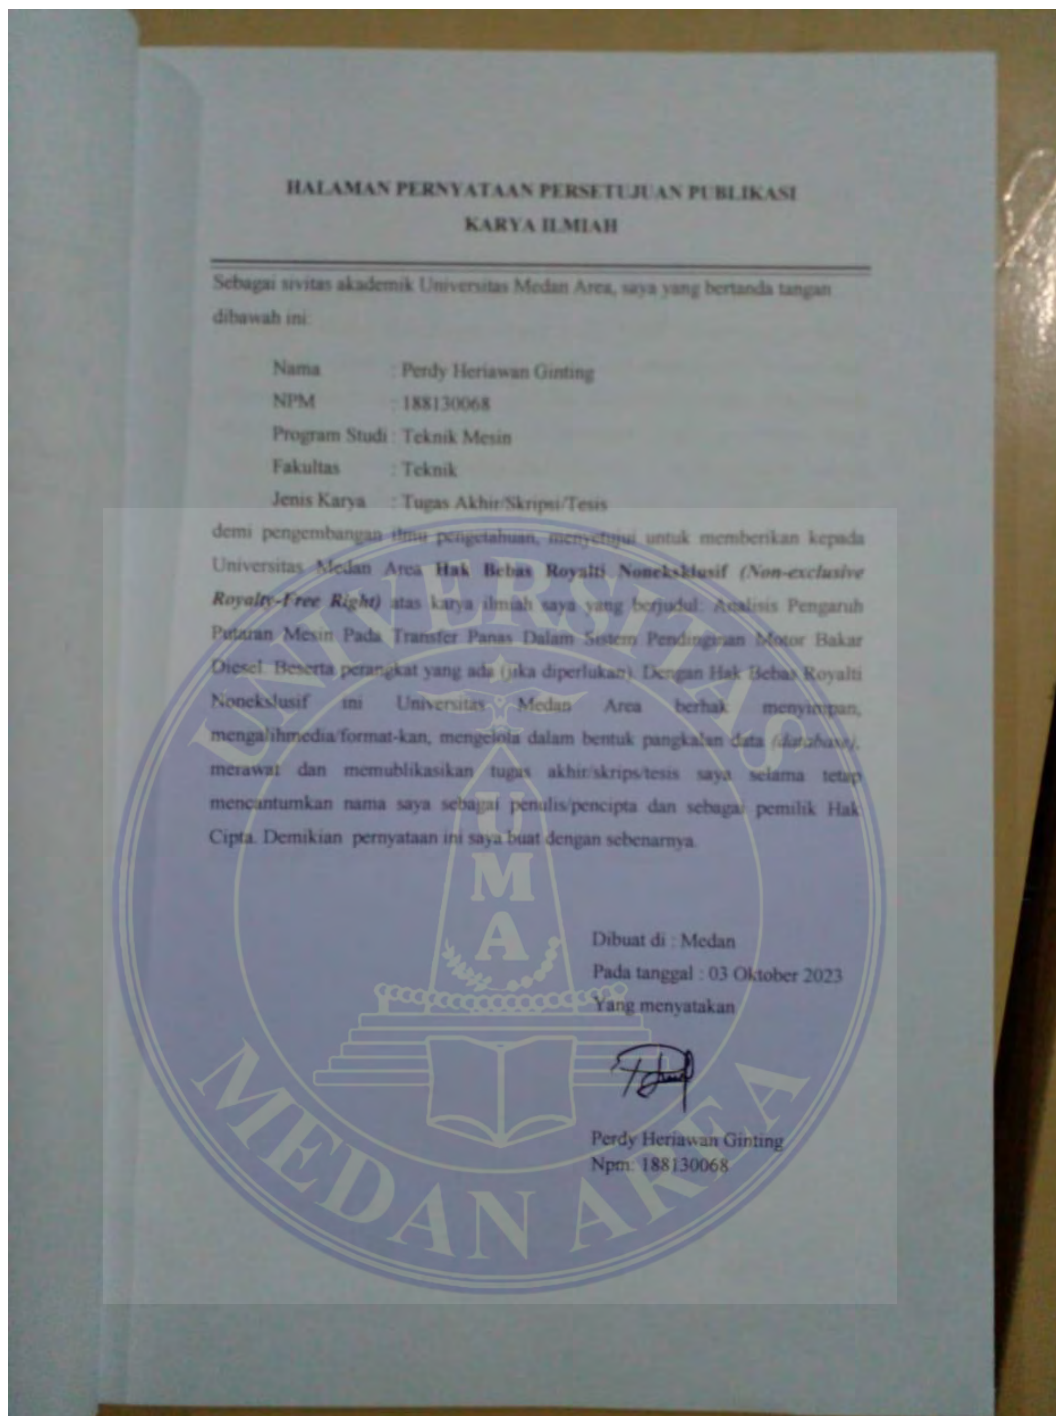 HALAMAN PERNYATAAN PERSETUJUAN PUBLIKASI
KARYA ILMIAH
Sebagai sivitas akademik Universitas Medan Area, saya yang bertanda tangan
dibawah ini:
Nama : Perdy Heriawan Ginting
NPM : 188130068
Program Studi : Teknik Mesin
Fakultas : Teknik
Jenis Karya : Tugas Akhir/Skripsi/Tesis
demi pengembangan ilmu pengetahuan, menyetujui untuk memberikan kepada
Universitas Medan Area Hak Bebas Royalti Noneksklusif (Non-exclusive
Royalty-Free Right) atas karya ilmiah saya yang berjudul: Analisis Pengaruh
Putaran Mesin Pada Transfer Panas Dalam Sistem Pendinginan Motor Bakar
Diesel. Beserta perangkat yang ada (jika diperlukan). Dengan Hak Bebas Royalti
Nonekslusif ini Universitas Medan Area berhak menyimpan,
mengalihmedia/format-kan, mengelola dalam bentuk pangkalan data (database),
merawat dan memublikasikan tugas akhir/skrips/tesis saya selama tetap
mencantumkan nama saya sebagai penulis/pencipta dan sebagai pemilik Hak
Cipta. Demikian pernyataan ini saya buat dengan sebenarnya.
Dibuat di : Medan
Pada tanggal : 03 Oktober 2023
Yang menyatakan
Perdy Heriawan Ginting
Npm: 188130068
UNIVERSITAS
UMA
MEDAN AREA